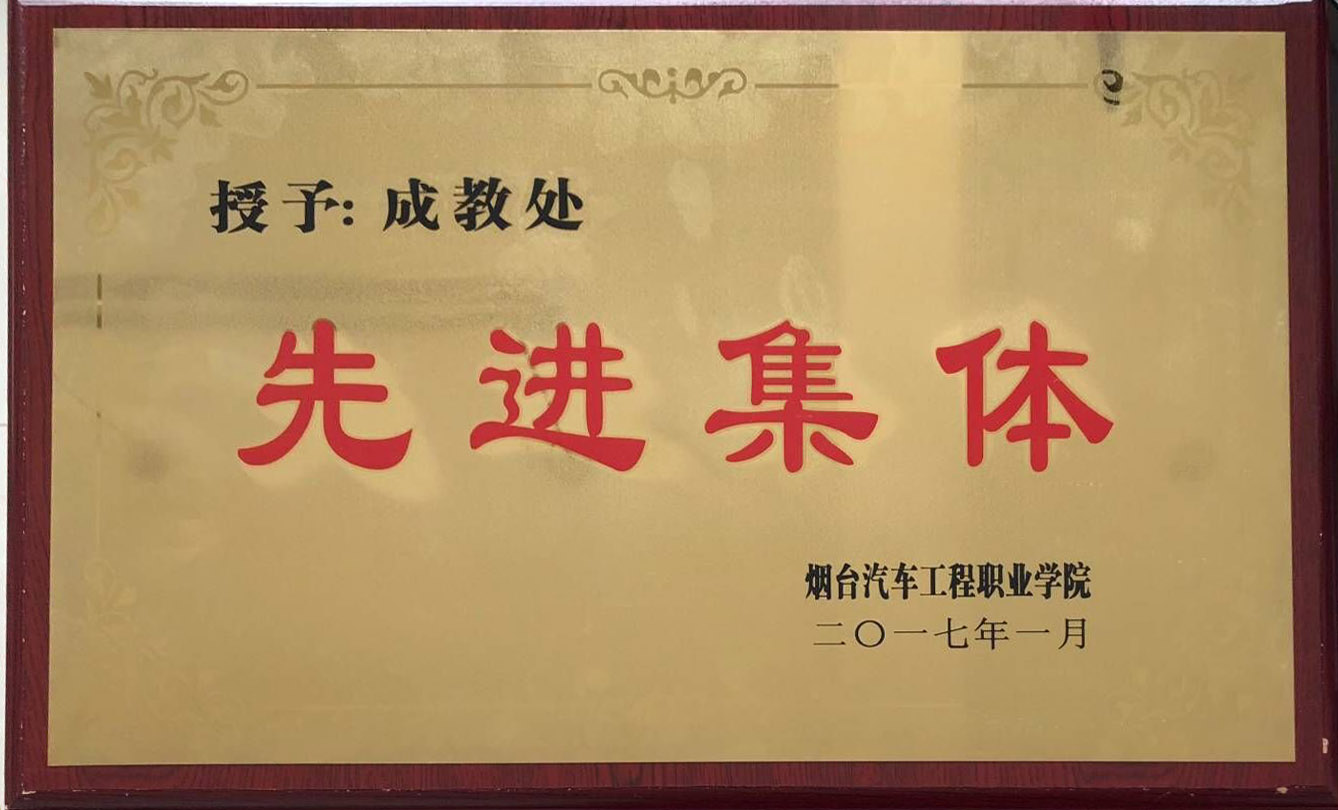 授予:成教处
先进集体
烟台汽车工程职业学院
二〇一七年一月